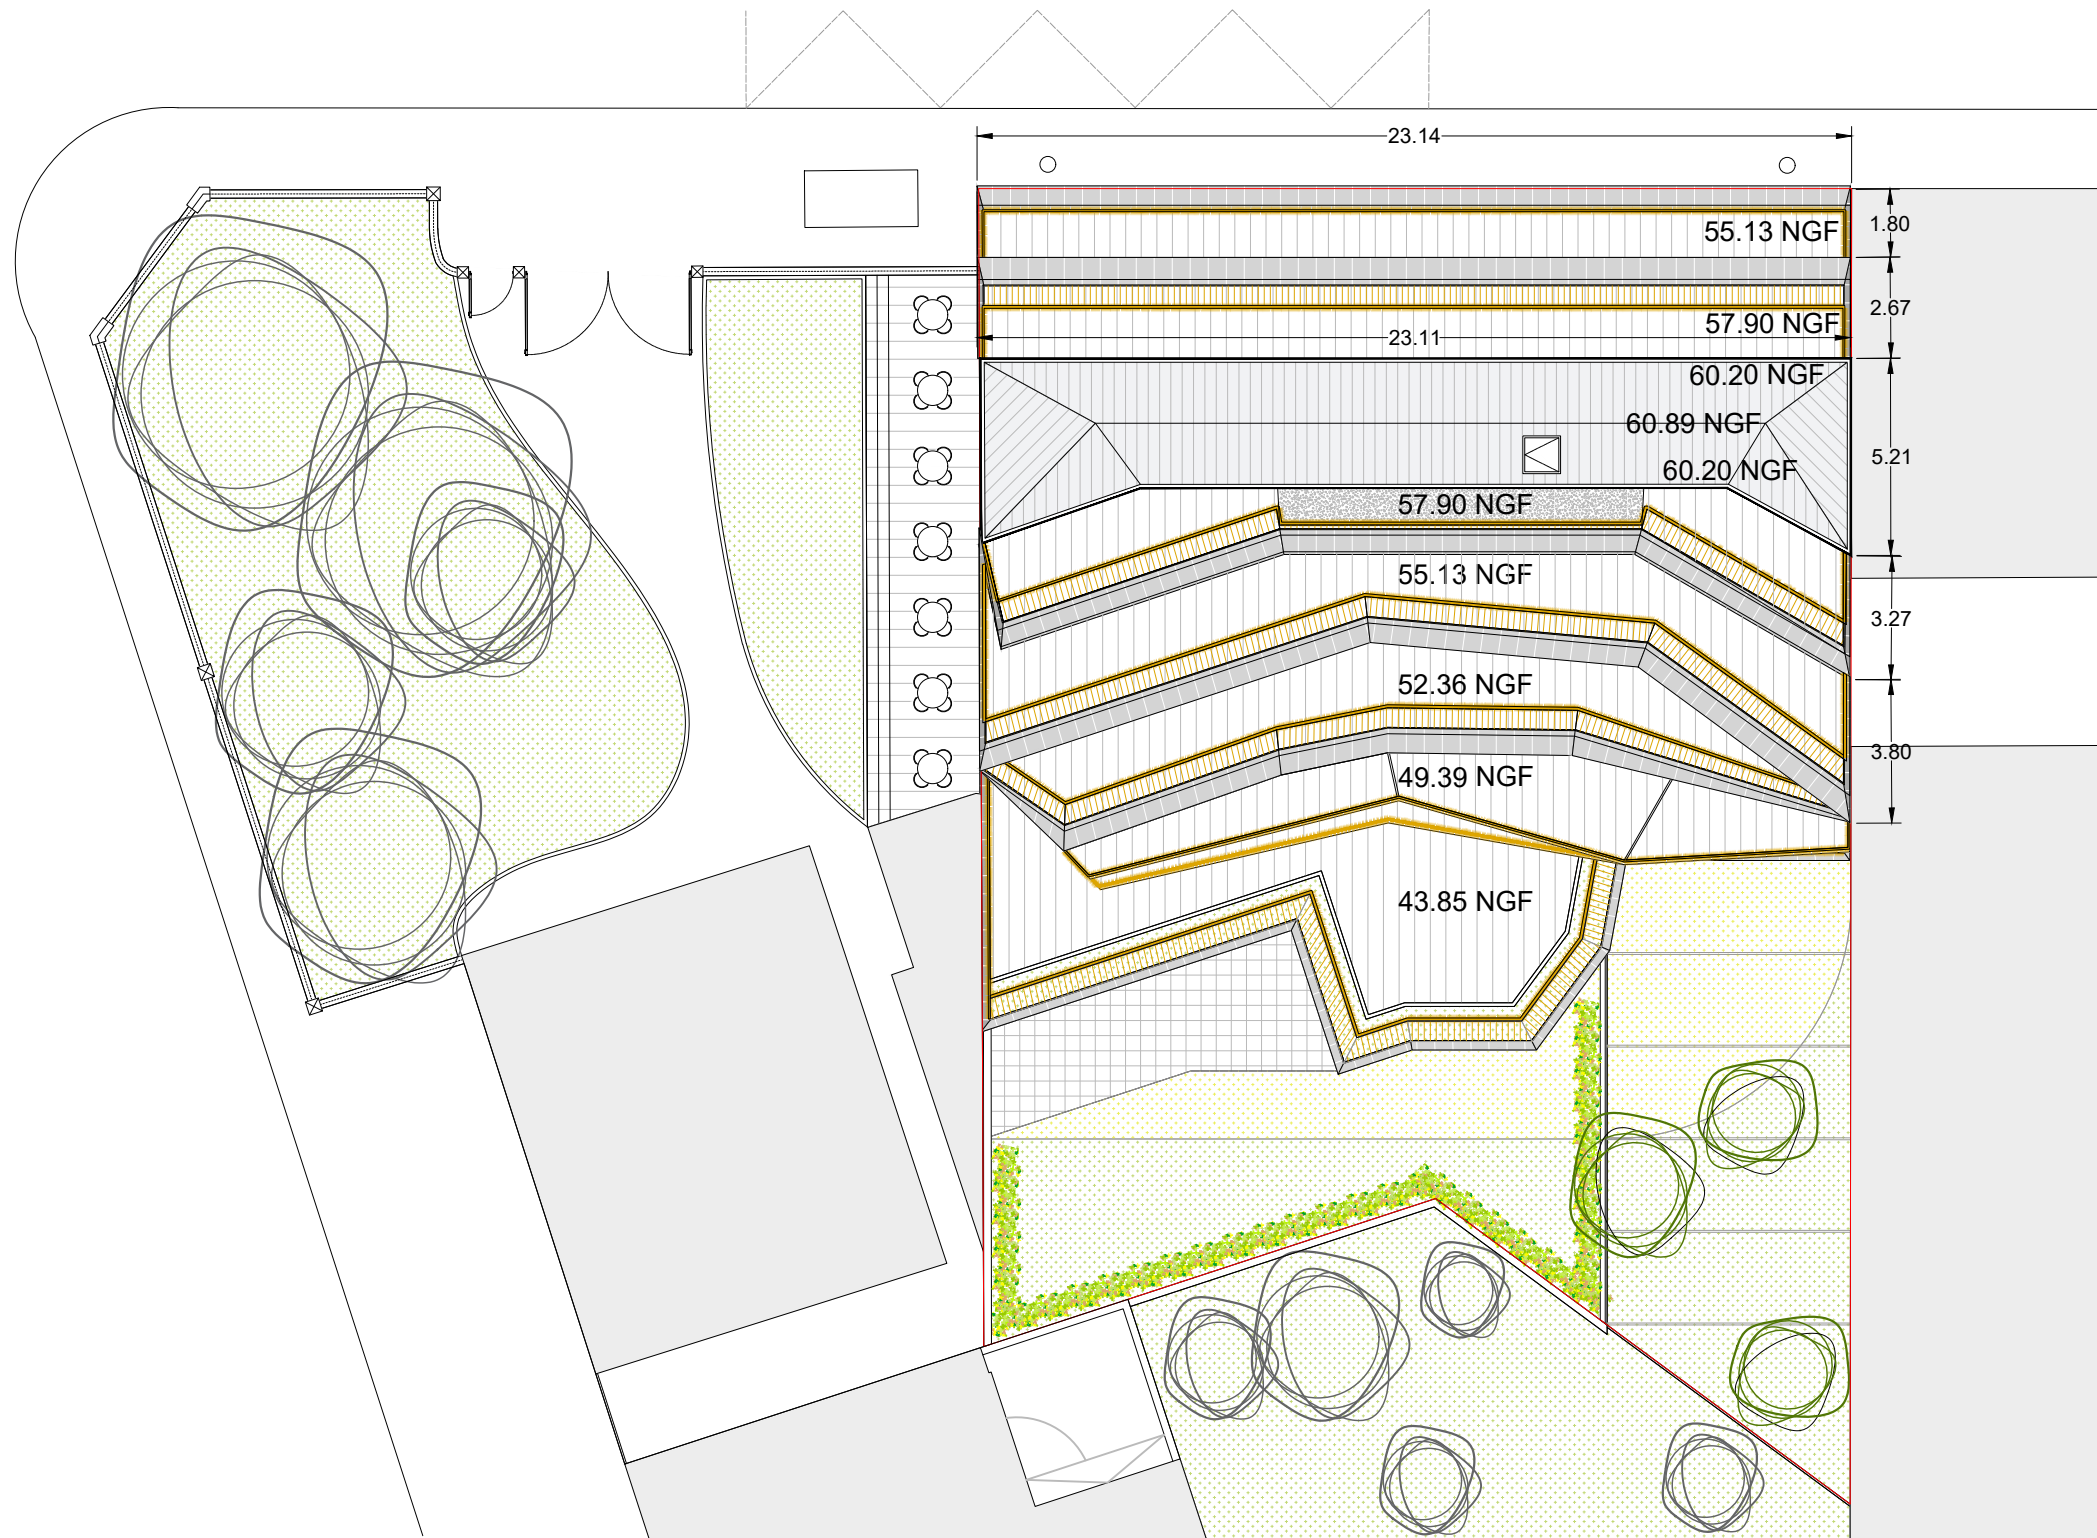 23.14
55.13 NGF
1.80
2.67
57.90 NGF
23.11
60.20 NGF
60.89 NGF
5.21
60.20 NGF
57.90 NGF
55.13 NGF
3.27
52.36 NGF
3.80
49.39 NGF
43.85 NGF